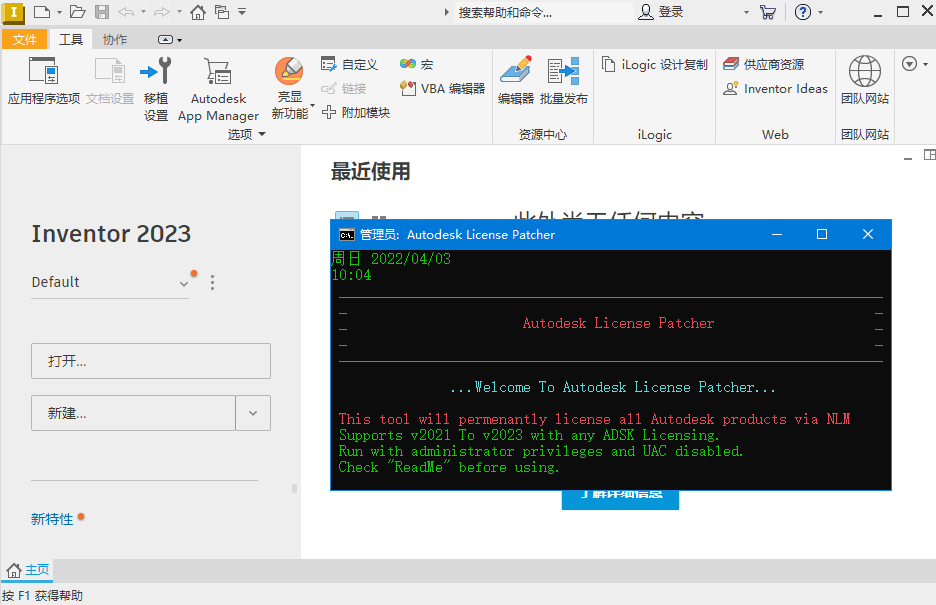 I
搜索帮助和命令...
登录
文件 工具 协作
应用程序选项
文档设置
移植
设置
Autodesk
App Manager
亮显
新功能
自定义
链接
附加模块
宏
VBA 编辑器
选项
编辑器
批量发布
资源中心
iLogic 设计复制
iLogic
供应商资源
Inventor Ideas
Web
团队网站
团队网站
Inventor 2023
Default
打开...
新建...
新特性
最近使用
管理员: Autodesk License Patcher
周日 2022/04/03
10:04
Autodesk License Patcher
...Welcome To Autodesk License Patcher...
This tool will permenantly license all Autodesk products via NLM
Supports v2021 To v2023 with any ADSK Licensing.
Run with administrator privileges and UAC disabled.
Check "ReadMe" before using.
了解详细信息
主页
按 F1 获得帮助